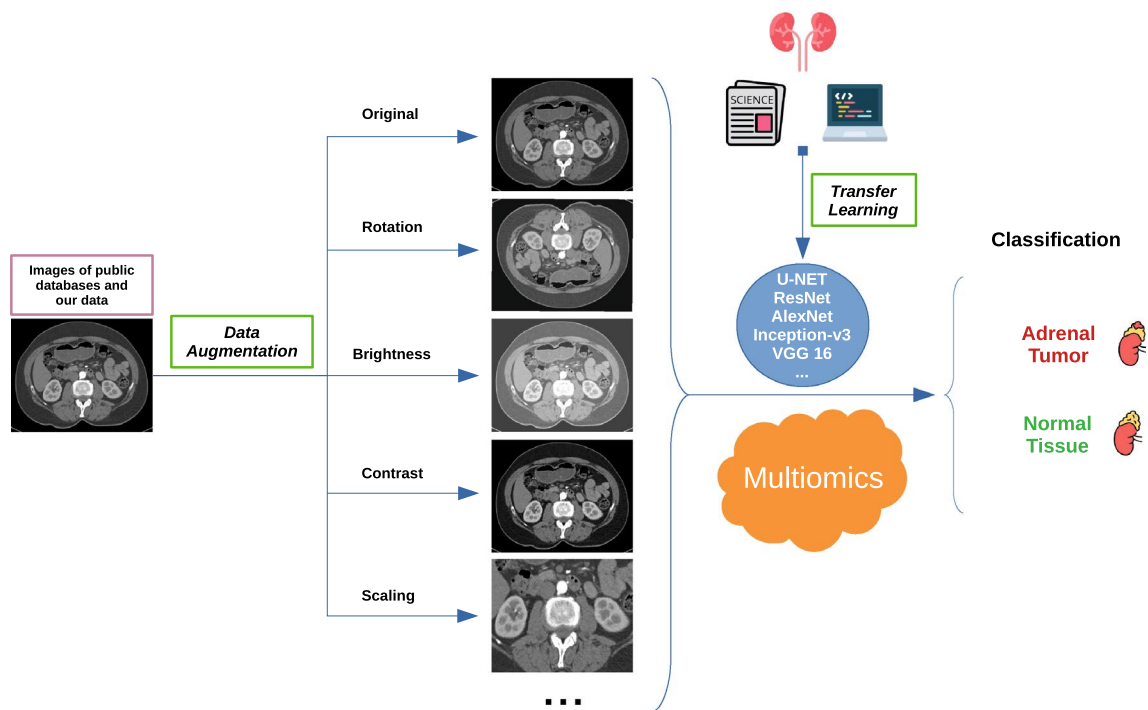 Images of public
databases and
our data
Data
Augmentation
Original
Rotation
Brightness
Contrast
Scaling
...
SCIENCE
</>
Transfer
Learning
U-NET
ResNet
AlexNet
Inception-v3
VGG 16
...
Multiomics
Classification
Adrenal
Tumor
Normal
Tissue